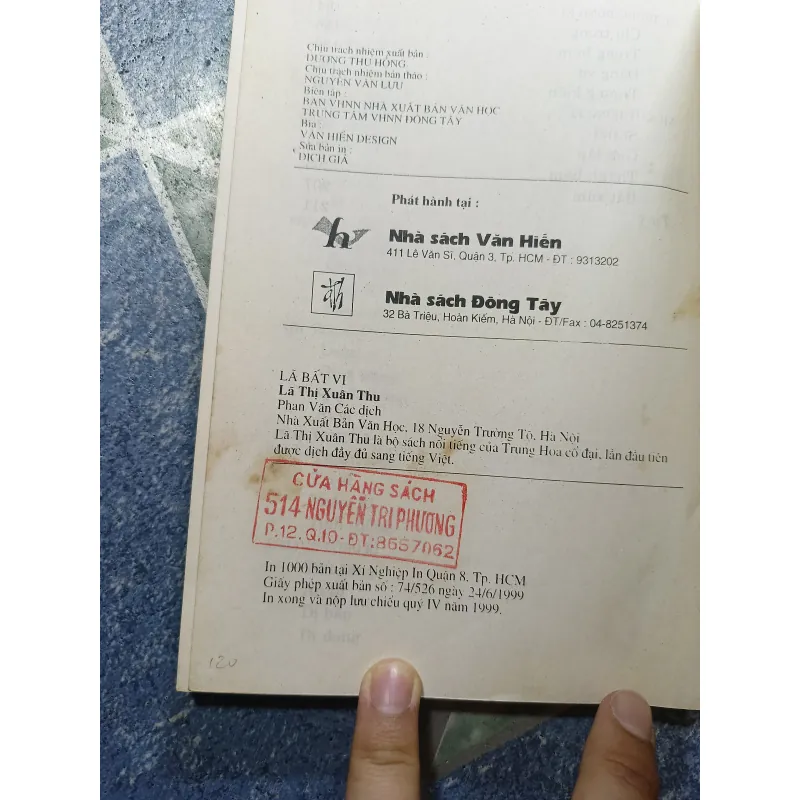 Chịu trách nhiệm xuất bản :
DƯƠNG THU HỒNG
Chịu trách nhiệm bản thảo :
NGUYỄN VĂN LƯU
Biên tập :
BAN VHNN NHÀ XUẤT BẢN VĂN HỌC
TRUNG TÂM VHNN ĐÔNG TÂY
Bìa :
VĂN HIẾN DESIGN
Sửa bản in :
DỊCH GIẢ
Phát hành tại :
Nhà sách Văn Hiến
411 Lê Văn Sĩ, Quận 3, Tp. HCM - ĐT : 9313202
Nhà sách Đông Tây
32 Bà Triệu, Hoàn Kiếm, Hà Nội - ĐT/Fax : 04-8251374
LÃ BẤT VI
Lã Thị Xuân Thu
Phan Văn Các dịch
Nhà Xuất Bản Văn Học, 18 Nguyễn Trường Tộ, Hà Nội
Lã Thị Xuân Thu là bộ sách nổi tiếng của Trung Hoa cổ đại, lần đầu tiên
được dịch đầy đủ sang tiếng Việt.
CỬA HÀNG SÁCH
514 NGUYỄN TRI PHƯƠNG
P.12. Q.10 - ĐT:8657062
In 1000 bản tại Xí Nghiệp In Quận 8, Tp. HCM
Giấy phép xuất bản số : 74/526 ngày 24/6/1999
In xong và nộp lưu chiểu quý IV năm 1999.
120